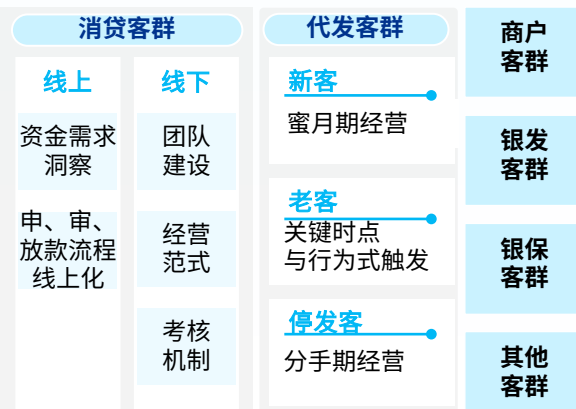 消贷客群
线上
资金需求
洞察
申、审、
放款流程
线上化
线下
团队
建设
经营
范式
考核
机制
代发客群
新客
蜜月期经营
老客
关键时点
与行为式触发
停发客
分手期经营
商户
客群
银发
客群
银保
客群
其他
客群